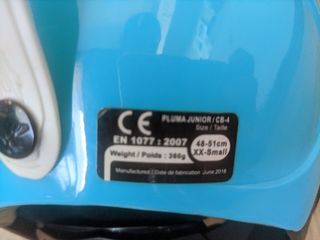 CE PLUMA JUNIOR / CB-4
Size / Taille
EN 1077 : 2007
48-51cm
XX-Small
Weight / Poids : 360g
Manufactured / Date de fabrication June 2018